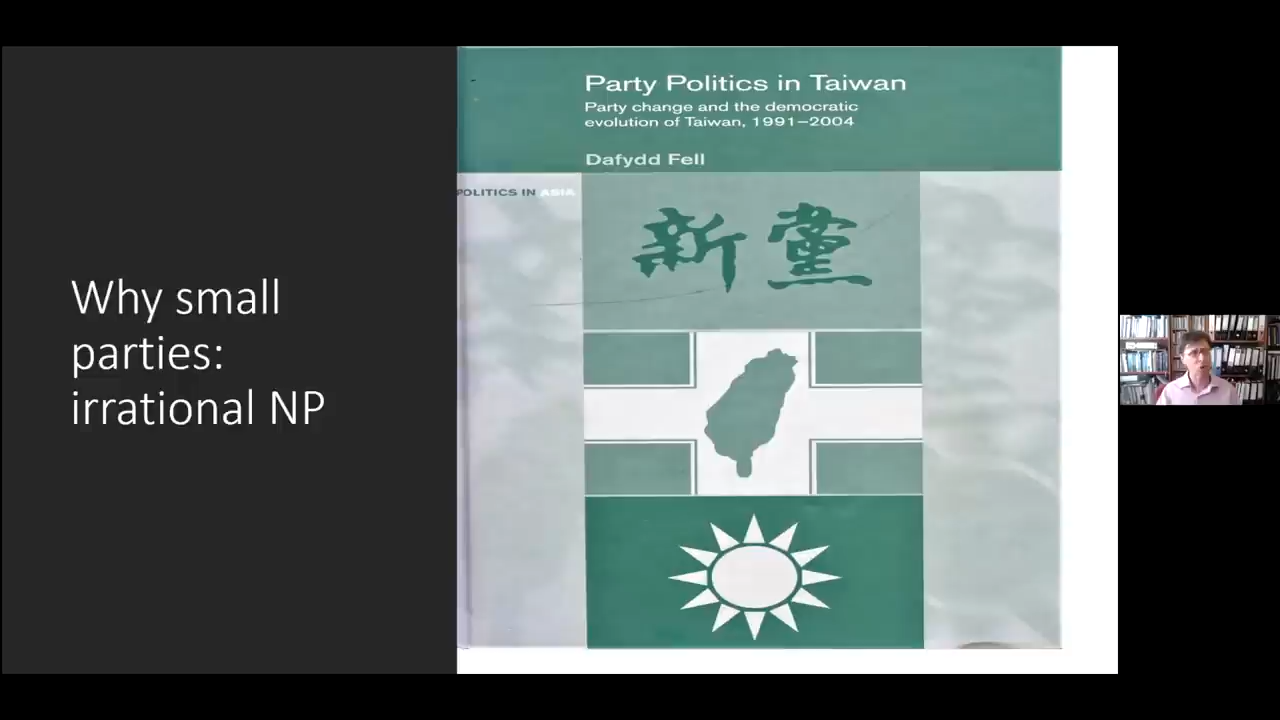 Why small
parties:
irrational NP
Party Politics in Taiwan
Party change and the democratic
evolution of Taiwan, 1991–2004
Dafydd Fell
POLITICS IN ASIA
新黨